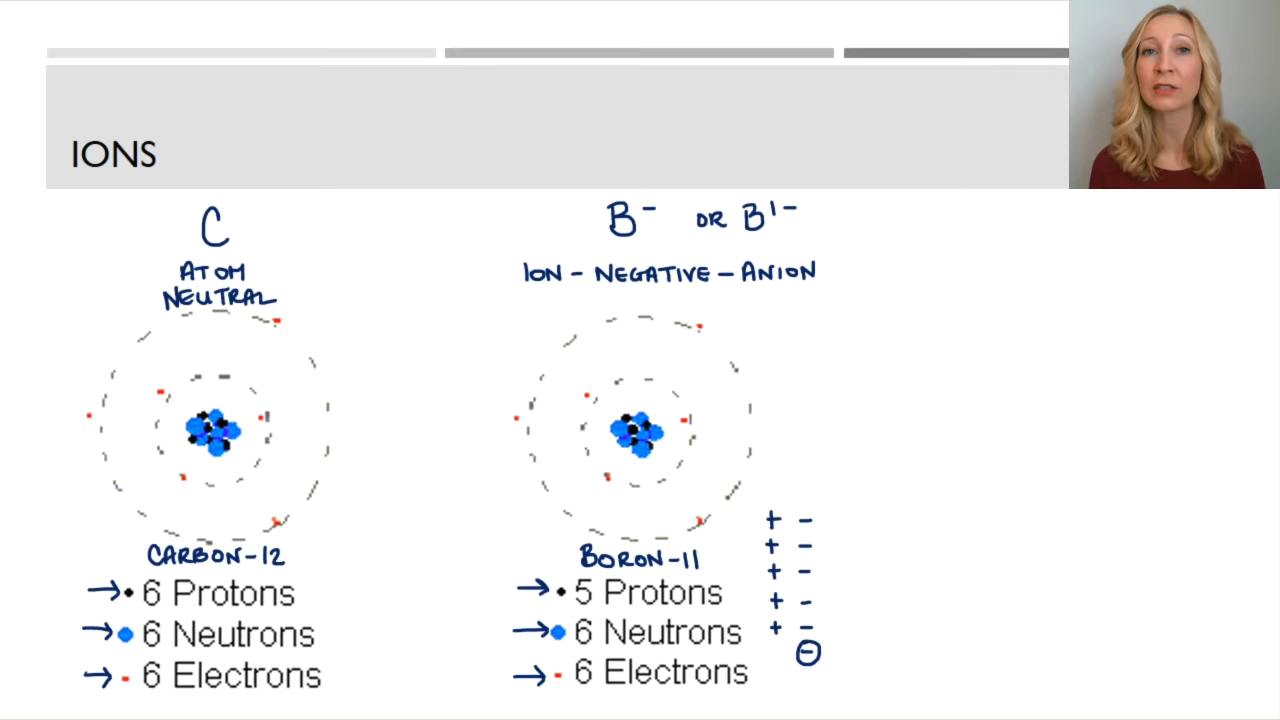 IONS
C
ATOM
NEUTRAL
CARBON-12
→• 6 Protons
→ 6 Neutrons
→ - 6 Electrons
B⁻ OR B¹⁻
ION - NEGATIVE - ANION
BORON-11
→• 5 Protons
→ 6 Neutrons
→ - 6 Electrons
+ -
+ -
+ -
+ -
+ -
⊖